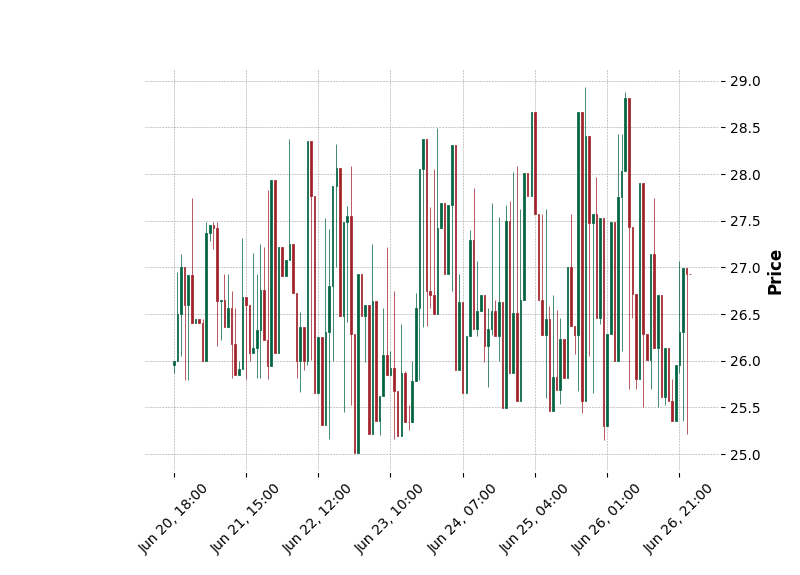 29.0
28.5
28.0
27.5
27.0
26.5
26.0
25.5
25.0
Price
Jun 20, 18:00
Jun 21, 15:00
Jun 22, 12:00
Jun 23, 10:00
Jun 24, 07:00
Jun 25, 04:00
Jun 26, 01:00
Jun 26, 21:00